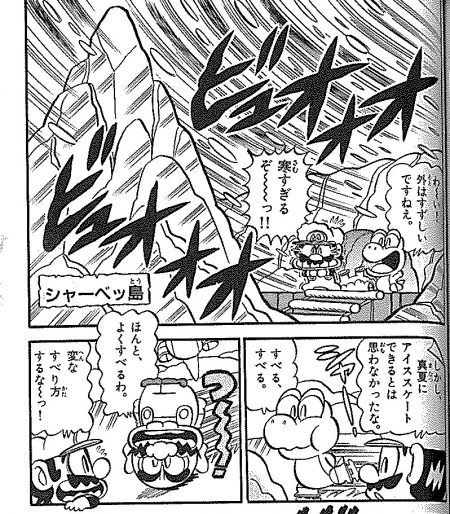 ビュオオオ
わーい！
外はすずしい
ですねえ。
寒すぎる
ぞ〜〜っ!!
ビュオオオ
シャーベッ島
しかし、
真夏に
アイススケート
できるとは
思わなかったな。
すべる、
すべる。
つ〜〜っ
ほんと、
よくすべるわ。
変な
すべり方
するな〜っ！